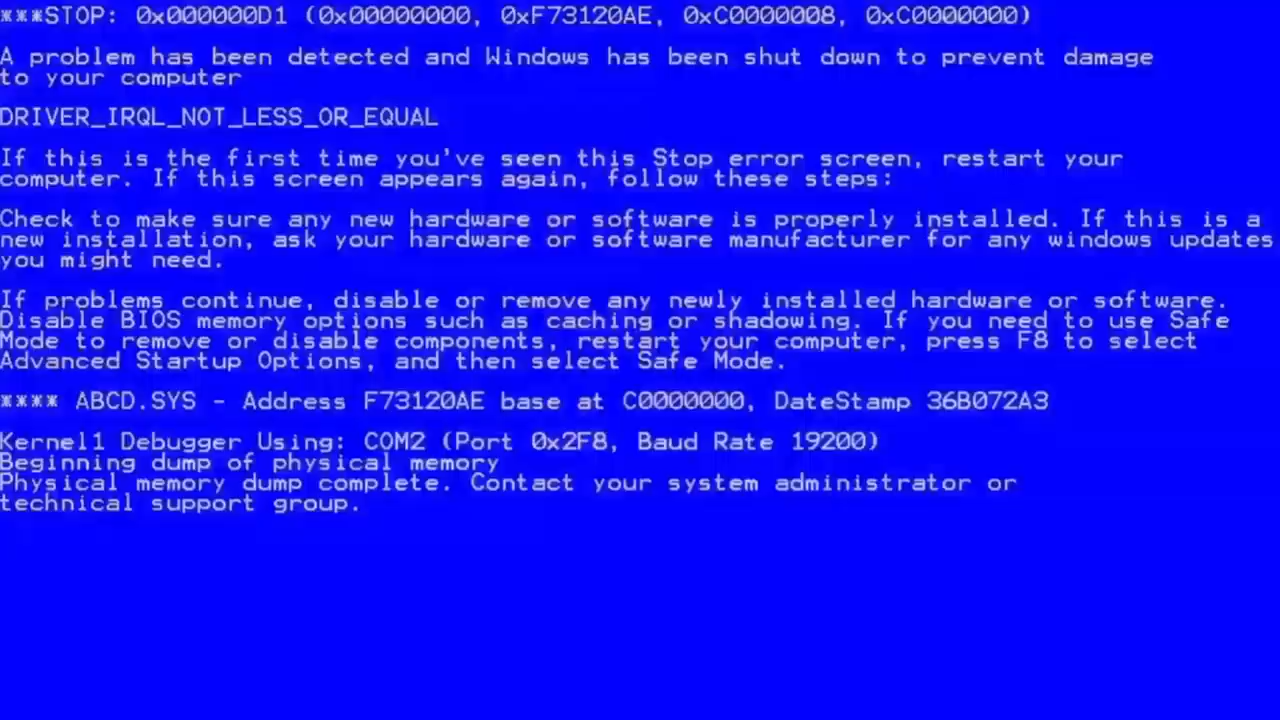 ***STOP: 0x000000D1 (0x00000000, 0xF73120AE, 0xC0000008, 0xC0000000)
A problem has been detected and Windows has been shut down to prevent damage
to your computer
DRIVER_IRQL_NOT_LESS_OR_EQUAL
If this is the first time you've seen this Stop error screen, restart your
computer. If this screen appears again, follow these steps:
Check to make sure any new hardware or software is properly installed. If this is a
new installation, ask your hardware or software manufacturer for any windows updates
you might need.
If problems continue, disable or remove any newly installed hardware or software.
Disable BIOS memory options such as caching or shadowing. If you need to use Safe
Mode to remove or disable components, restart your computer, press F8 to select
Advanced Startup Options, and then select Safe Mode.
**** ABCD.SYS - Address F73120AE base at C0000000, DateStamp 36B072A3
Kernel1 Debugger Using: COM2 (Port 0x2F8, Baud Rate 19200)
Beginning dump of physical memory
Physical memory dump complete. Contact your system administrator or
technical support group.